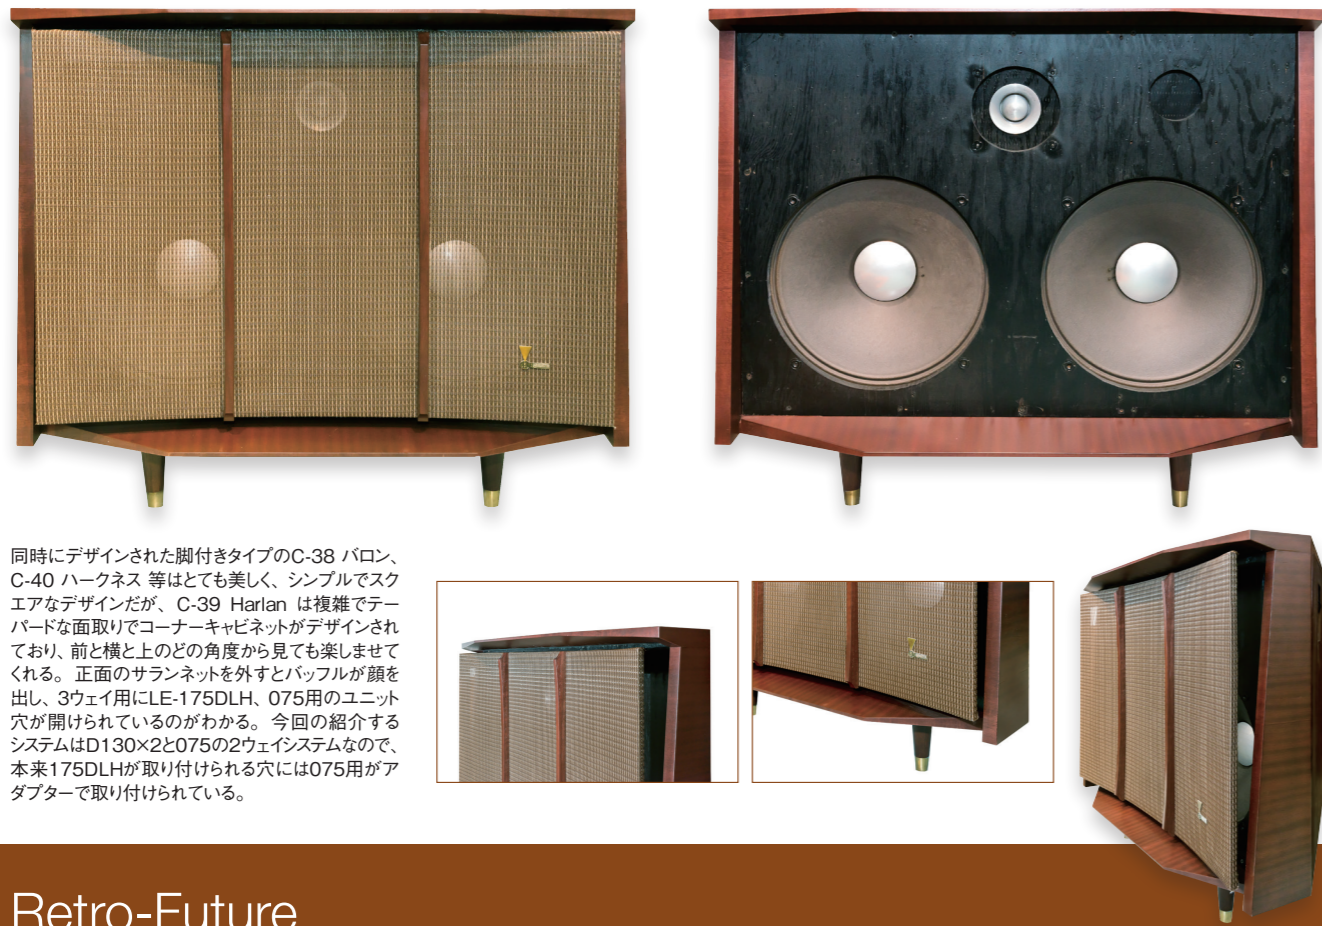 同時にデザインされた脚付きタイプのC-38 バロン、
C-40 ハークネス 等はとても美しく、シンプルでスク
エアなデザインだが、C-39 Harlan は複雑でテー
パードな面取りでコーナーキャビネットがデザインされ
ており、前と横と上のどの角度から見ても楽しませて
くれる。正面のサランネットを外すとバッフルが顔を
出し、3ウェイ用にLE-175DLH、075用のユニット
穴が開けられているのがわかる。今回の紹介する
システムはD130×2と075の2ウェイシステムなので、
本来175DLHが取り付けられる穴には075用がア
ダプターで取り付けられている。
Retro-Future